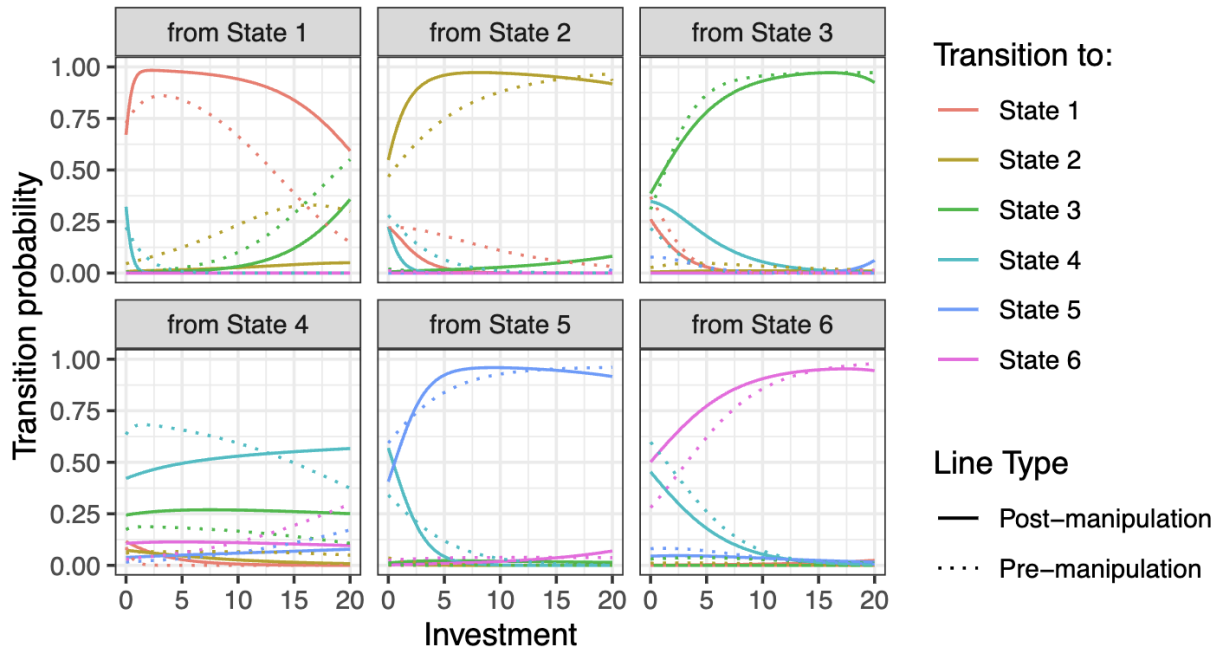 from State 1
from State 2
from State 3
1.00
0.75
0.50
0.25
0.00
from State 4
from State 5
from State 6
1.00
0.75
0.50
0.25
0.00
0 5 10 15 20
0 5 10 15 20
0 5 10 15 20
Investment
Transition probability
Transition to:
State 1
State 2
State 3
State 4
State 5
State 6
Line Type
Post−manipulation
Pre−manipulation